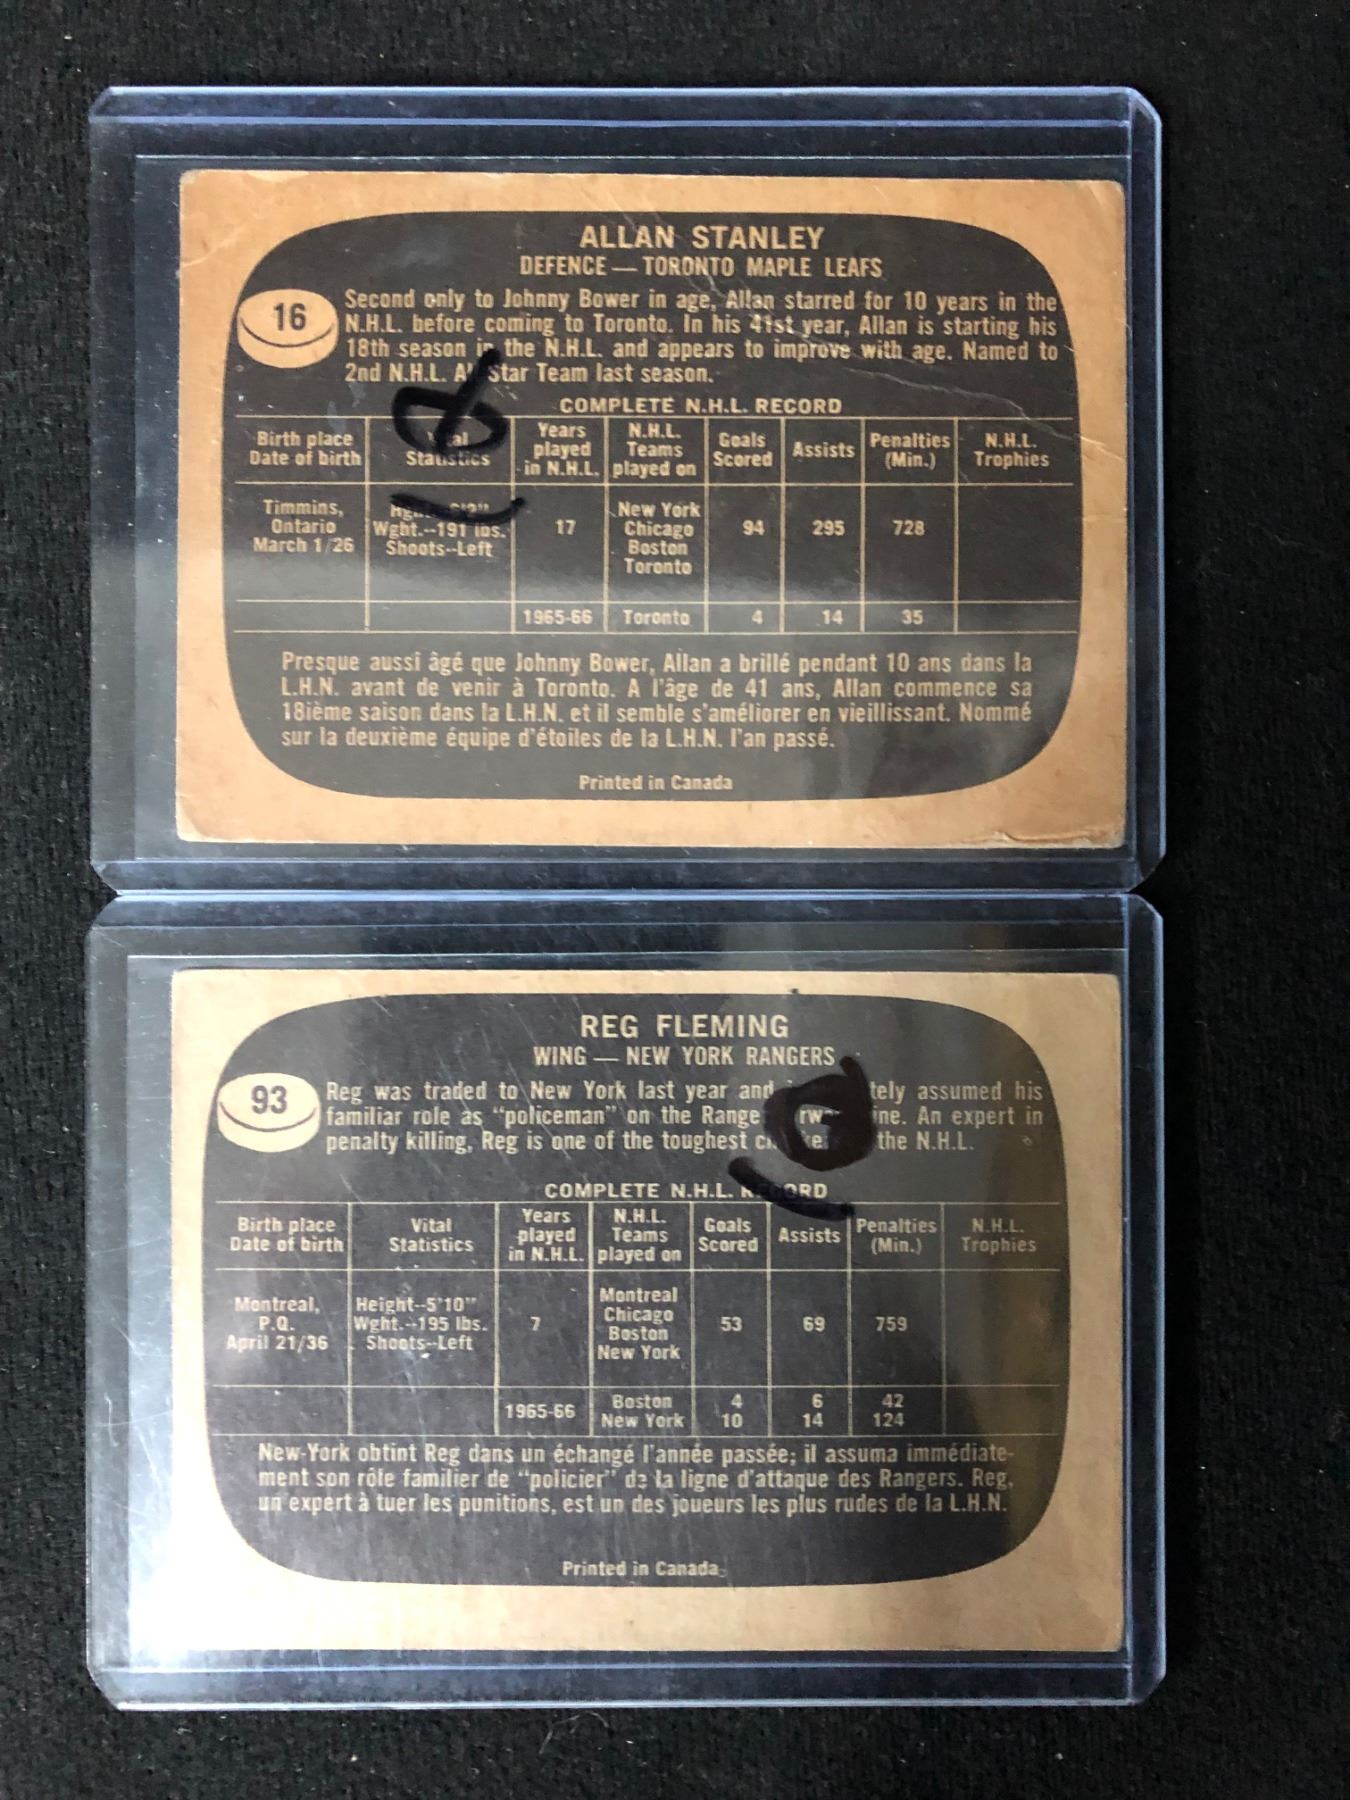 ALLAN STANLEY
DEFENCE — TORONTO MAPLE LEAFS
16
Second only to Johnny Bower in age, Allan starred for 10 years in the
N.H.L. before coming to Toronto. In his 41st year, Allan is starting his
18th season in the N.H.L. and appears to improve with age. Named to
2nd N.H.L. Al Star Team last season.
COMPLETE N.H.L. RECORD
Birth place Date of birth Statistics Years played in N.H.L. N.H.L. Teams played on Goals Scored Assists Penalties (Min.) N.H.L. Trophies
Timmins, Ontario March 1/26 Wght.--191 lbs. Shoots--Left 17 New York Chicago Boston Toronto 94 295 728
1965-66 Toronto 4 14 35
Presque aussi âgé que Johnny Bower, Allan a brillé pendant 10 ans dans la
L.H.N. avant de venir à Toronto. A l'âge de 41 ans, Allan commence sa
18ième saison dans la L.H.N. et il semble s'améliorer en vieillissant. Nommé
sur la deuxième équipe d'étoiles de la L.H.N. l'an passé.
Printed in Canada
REG FLEMING
WING — NEW YORK RANGERS
93
Reg was traded to New York last year and tely assumed his
familiar role as "policeman" on the Range ine. An expert in
penalty killing, Reg is one of the toughest the N.H.L.
COMPLETE N.H.L. RECORD
Birth place Date of birth Vital Statistics Years played in N.H.L. N.H.L. Teams played on Goals Scored Assists Penalties (Min.) N.H.L. Trophies
Montreal, P.Q. April 21/36 Height--5'10" Wght.--195 lbs. Shoots--Left 7 Montreal Chicago Boston New York 53 69 759
1965-66 Boston 4 6 42
New York 10 14 124
New-York obtint Reg dans un échangé l'année passée; il assuma immédiate-
ment son rôle familier de "policier" de la ligne d'attaque des Rangers. Reg,
un expert à tuer les punitions, est un des joueurs les plus rudes de la L.H.N.
Printed in Canada